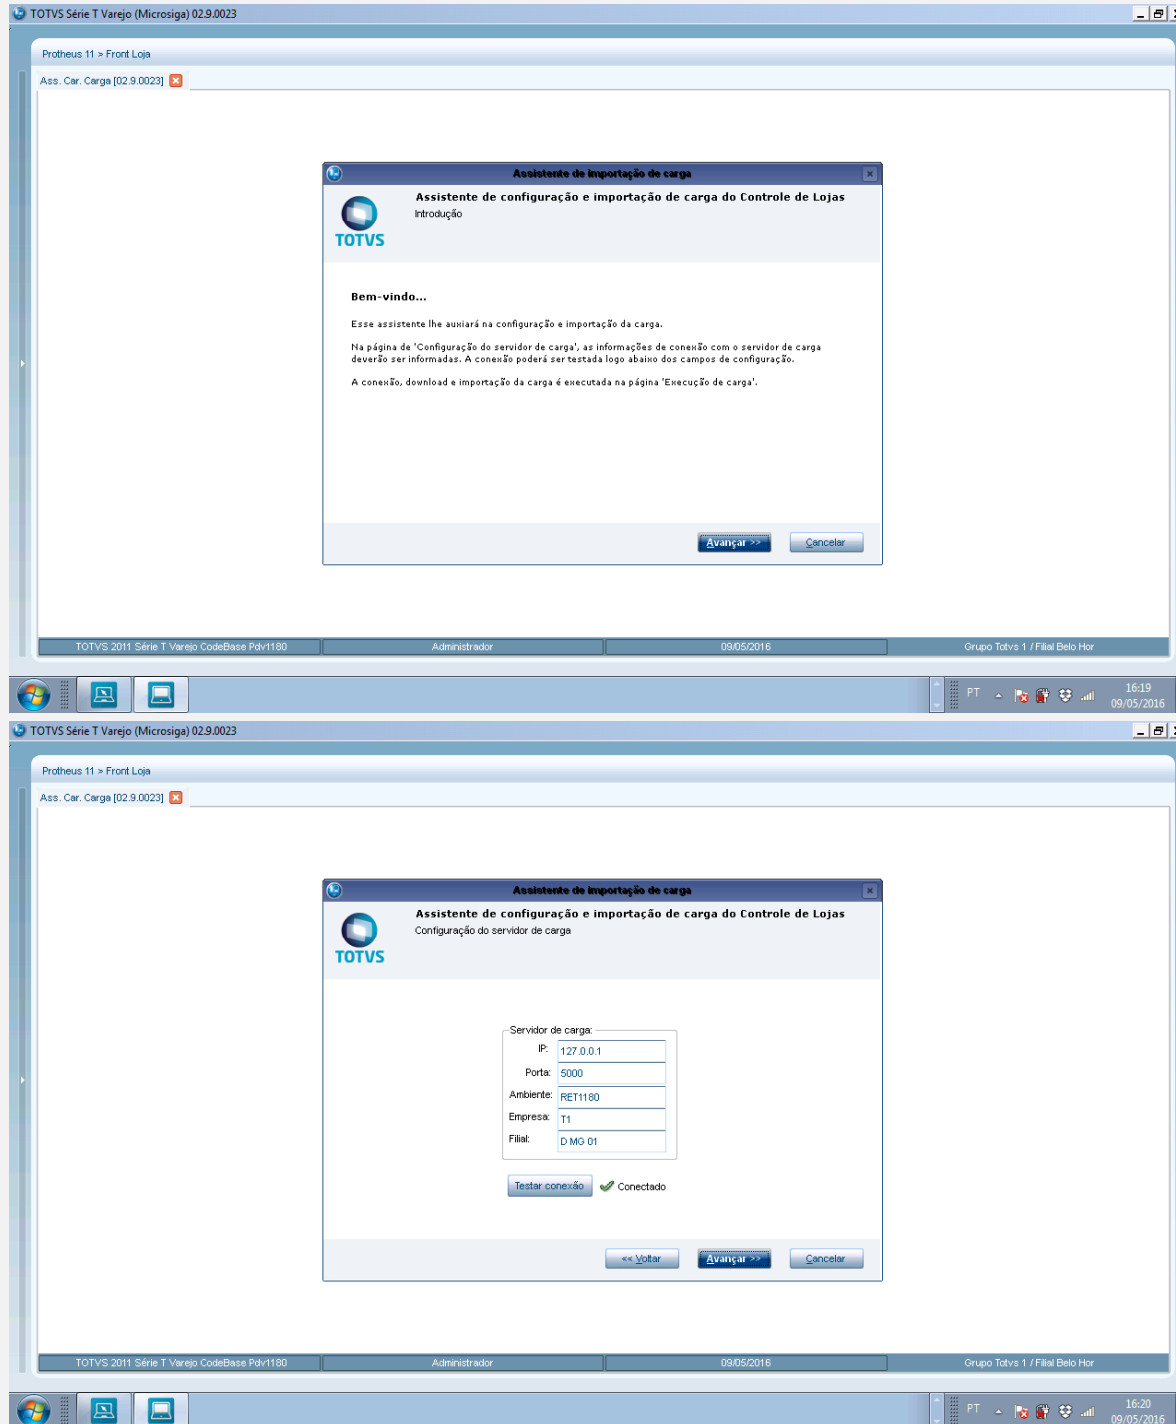 TOTVS Série T Varejo (Microsiga) 02.9.0023
Protheus 11 > Front Loja
Ass. Car. Carga [02.9.0023]
Assistente de importação de carga
Assistente de configuração e importação de carga do Controle de Lojas
Introdução
TOTVS
Bem-vindo...
Esse assistente lhe auxiará na configuração e importação da carga.
Na página de 'Configuração do servidor de carga', as informações de conexão com o servidor de carga
deverão ser informadas. A conexão poderá ser testada logo abaixo dos campos de configuração.
A conexão, download e importação da carga é executada na página 'Execução de carga'.
Avançar >> Cancelar
TOTVS 2011 Série T Varejo CodeBase Pdv1180 Administrador 09/05/2016 Grupo Totvs 1 / Filial Belo Hor
PT 16:19
09/05/2016
TOTVS Série T Varejo (Microsiga) 02.9.0023
Protheus 11 > Front Loja
Ass. Car. Carga [02.9.0023]
Assistente de importação de carga
Assistente de configuração e importação de carga do Controle de Lojas
Configuração do servidor de carga
TOTVS
Servidor de carga:
IP: 127.0.0.1
Porta: 5000
Ambiente: RET1180
Empresa: T1
Filial: D MG 01
Testar conexão Conectado
<< Voltar Avançar >> Cancelar
TOTVS 2011 Série T Varejo CodeBase Pdv1180 Administrador 09/05/2016 Grupo Totvs 1 / Filial Belo Hor
PT 16:20
09/05/2016